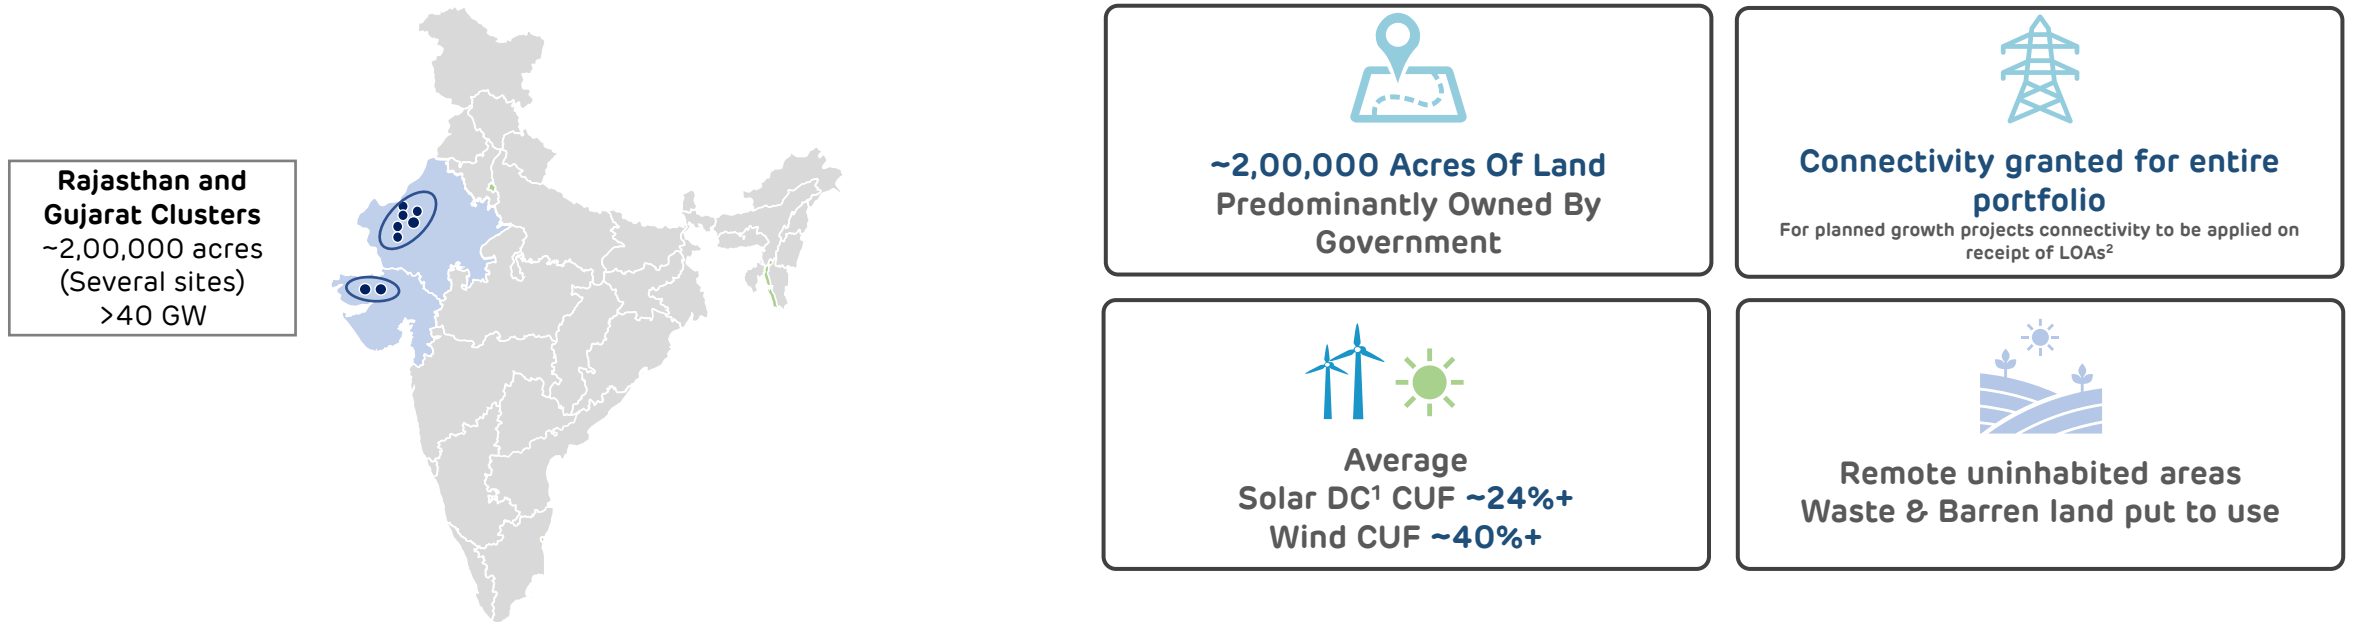 Rajasthan and
Gujarat Clusters
~2,00,000 acres
(Several sites)
>40 GW
~2,00,000 Acres Of Land
Predominantly Owned By
Government
Connectivity granted for entire
portfolio
For planned growth projects connectivity to be applied on
receipt of LOAs²
Average
Solar DC¹ CUF ~24%+
Wind CUF ~40%+
Remote uninhabited areas
Waste & Barren land put to use